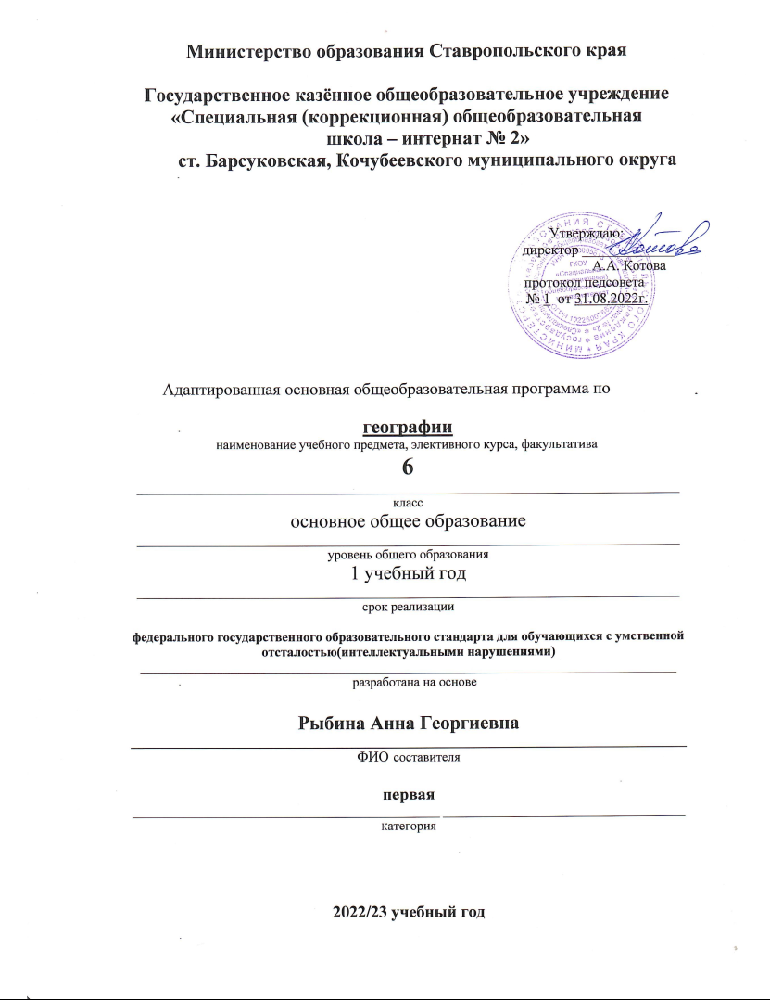 Министерство образования Ставропольского края
Государственное казённое общеобразовательное учреждение
«Специальная (коррекционная) общеобразовательная
школа – интернат № 2»
ст. Барсуковская, Кочубеевского муниципального округа
Утверждаю:
директор
А.А. Котова
протокол педсовета
№ 1 от 31.08.2022г.
Адаптированная основная общеобразовательная программа по
географии
наименование учебного предмета, элективного курса, факультатива
6
класс
основное общее образование
уровень общего образования
1 учебный год
срок реализации
федерального государственного образовательного стандарта для обучающихся с умственной
отсталостью(интеллектуальными нарушениями)
разработана на основе
Рыбина Анна Георгиевна
ФИО составителя
первая
категория
2022/23 учебный год